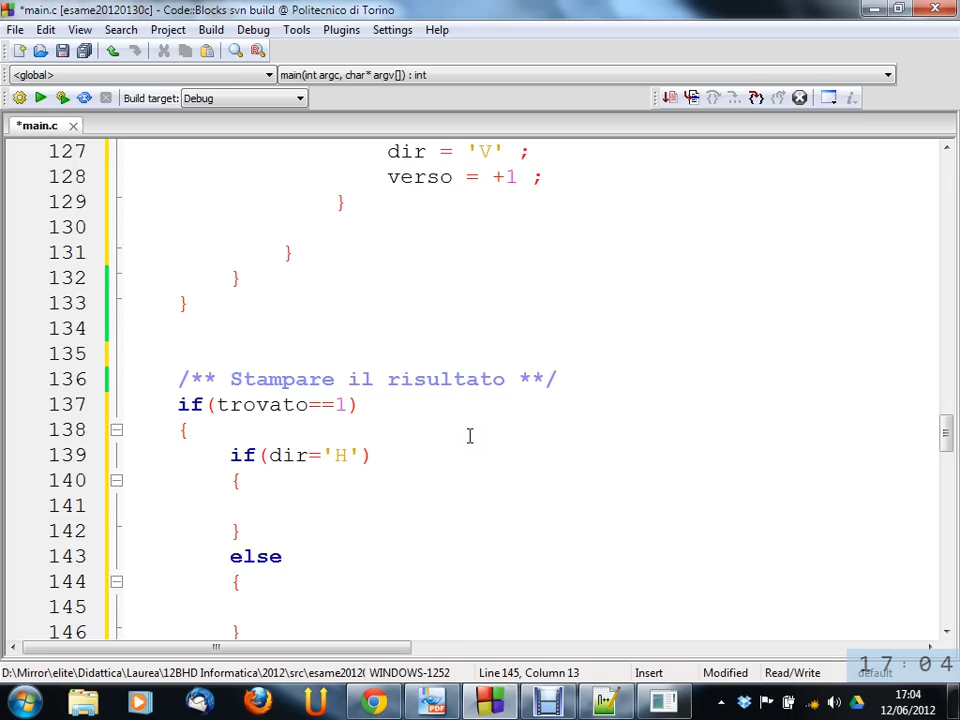 *main.c [esame20120130c] - Code::Blocks svn build @ Politecnico di Torino
File Edit View Search Project Build Debug Tools Plugins Settings Help
<global> main(int argc, char* argv[]) : int
Build target: Debug
*main.c
127 dir = 'V' ;
128 verso = +1 ;
129 }
130
131 }
132 }
133 }
134
135
136 /** Stampare il risultato **/
137 if(trovato==1)
138 {
139 if(dir='H')
140 {
141
142 }
143 else
144 {
145
146 }
D:\Mirror\elite\Didattica\Laurea\12BHD Informatica\2012\src\esame2012( WINDOWS-1252 Line 145, Column 13 Insert Modified Read/Write default
17:04
17:04
12/06/2012